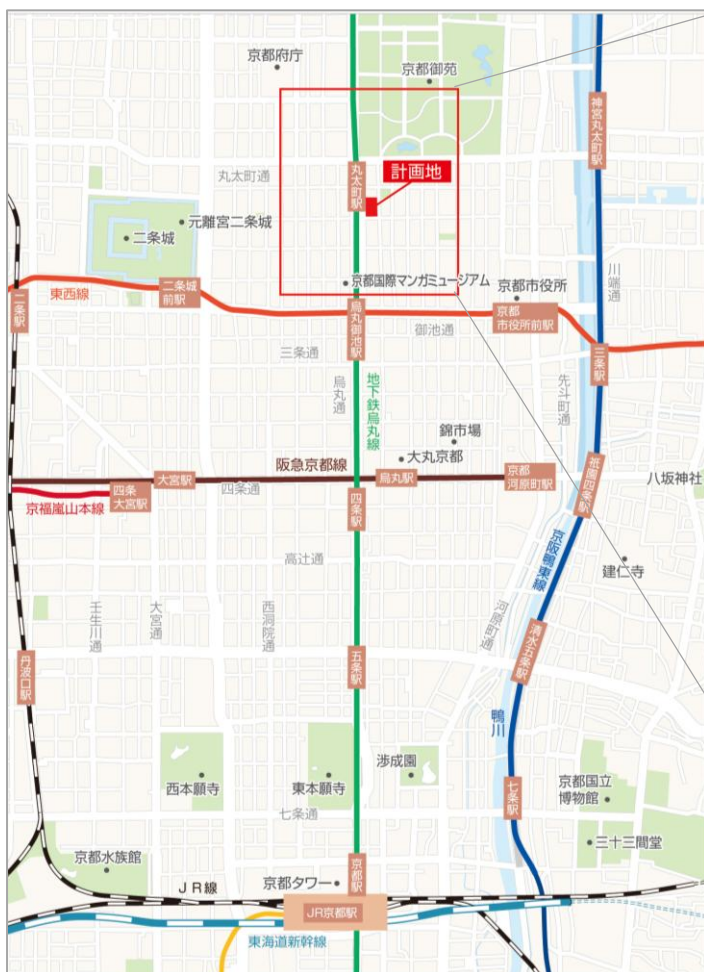 京都府庁
京都御苑
神宮丸太町駅
丸太町通
丸太町駅
計画地
元離宮二条城
二条城
京都国際マンガミュージアム
川端通
東西線
二条城
前駅
京都市役所
二条駅
烏丸御池駅
御池通
京都
市役所前駅
三条通
三条駅
烏丸通
地下鉄烏丸線
先斗町通
錦市場
大丸京都
阪急京都線
大宮駅
烏丸駅
京都
河原町駅
祇園四条駅
八坂神社
四条
大宮駅
四条通
京福嵐山本線
四条駅
京阪鴨東線
高辻通
建仁寺
壬生川通
大宮通
西洞院通
河原町通
清水五条駅
丹波口駅
五条駅
鴨川
渉成園
西本願寺
東本願寺
京都国立
博物館
七条駅
七条通
三十三間堂
京都水族館
京都タワー
京都駅
JR線
JR京都駅
東海道新幹線